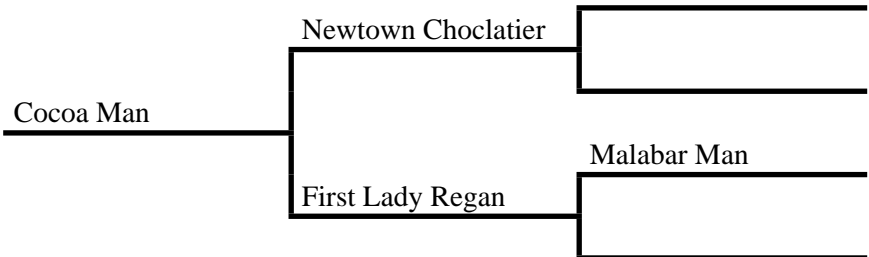 Newtown Choclatier
Cocoa Man
Malabar Man
First Lady Regan